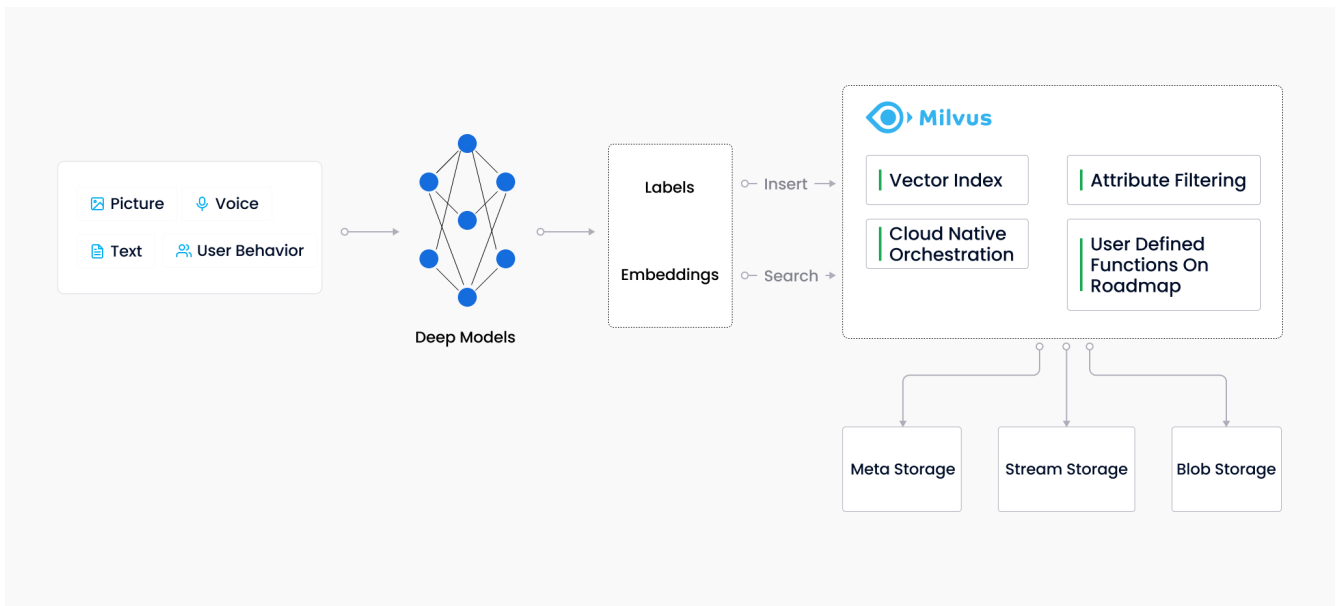 Picture
Voice
Text
User Behavior
Deep Models
Labels
Embeddings
Insert
Search
Milvus
Vector Index
Attribute Filtering
Cloud Native
Orchestration
User Defined
Functions On
Roadmap
Meta Storage
Stream Storage
Blob Storage